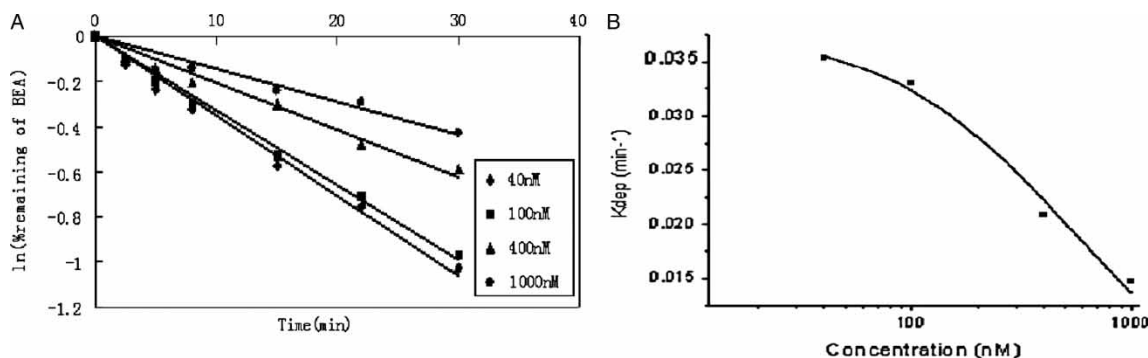 A
0 10 20 30 40
0
-0.2
-0.4
-0.6
-0.8
-1
-1.2
ln(%remaining of BEA)
Time(min)
40nM
100nM
400nM
1000nM
B
0.035
0.030
0.025
0.020
0.015
Kdep (min-¹)
100 1000
Concentration (nM)